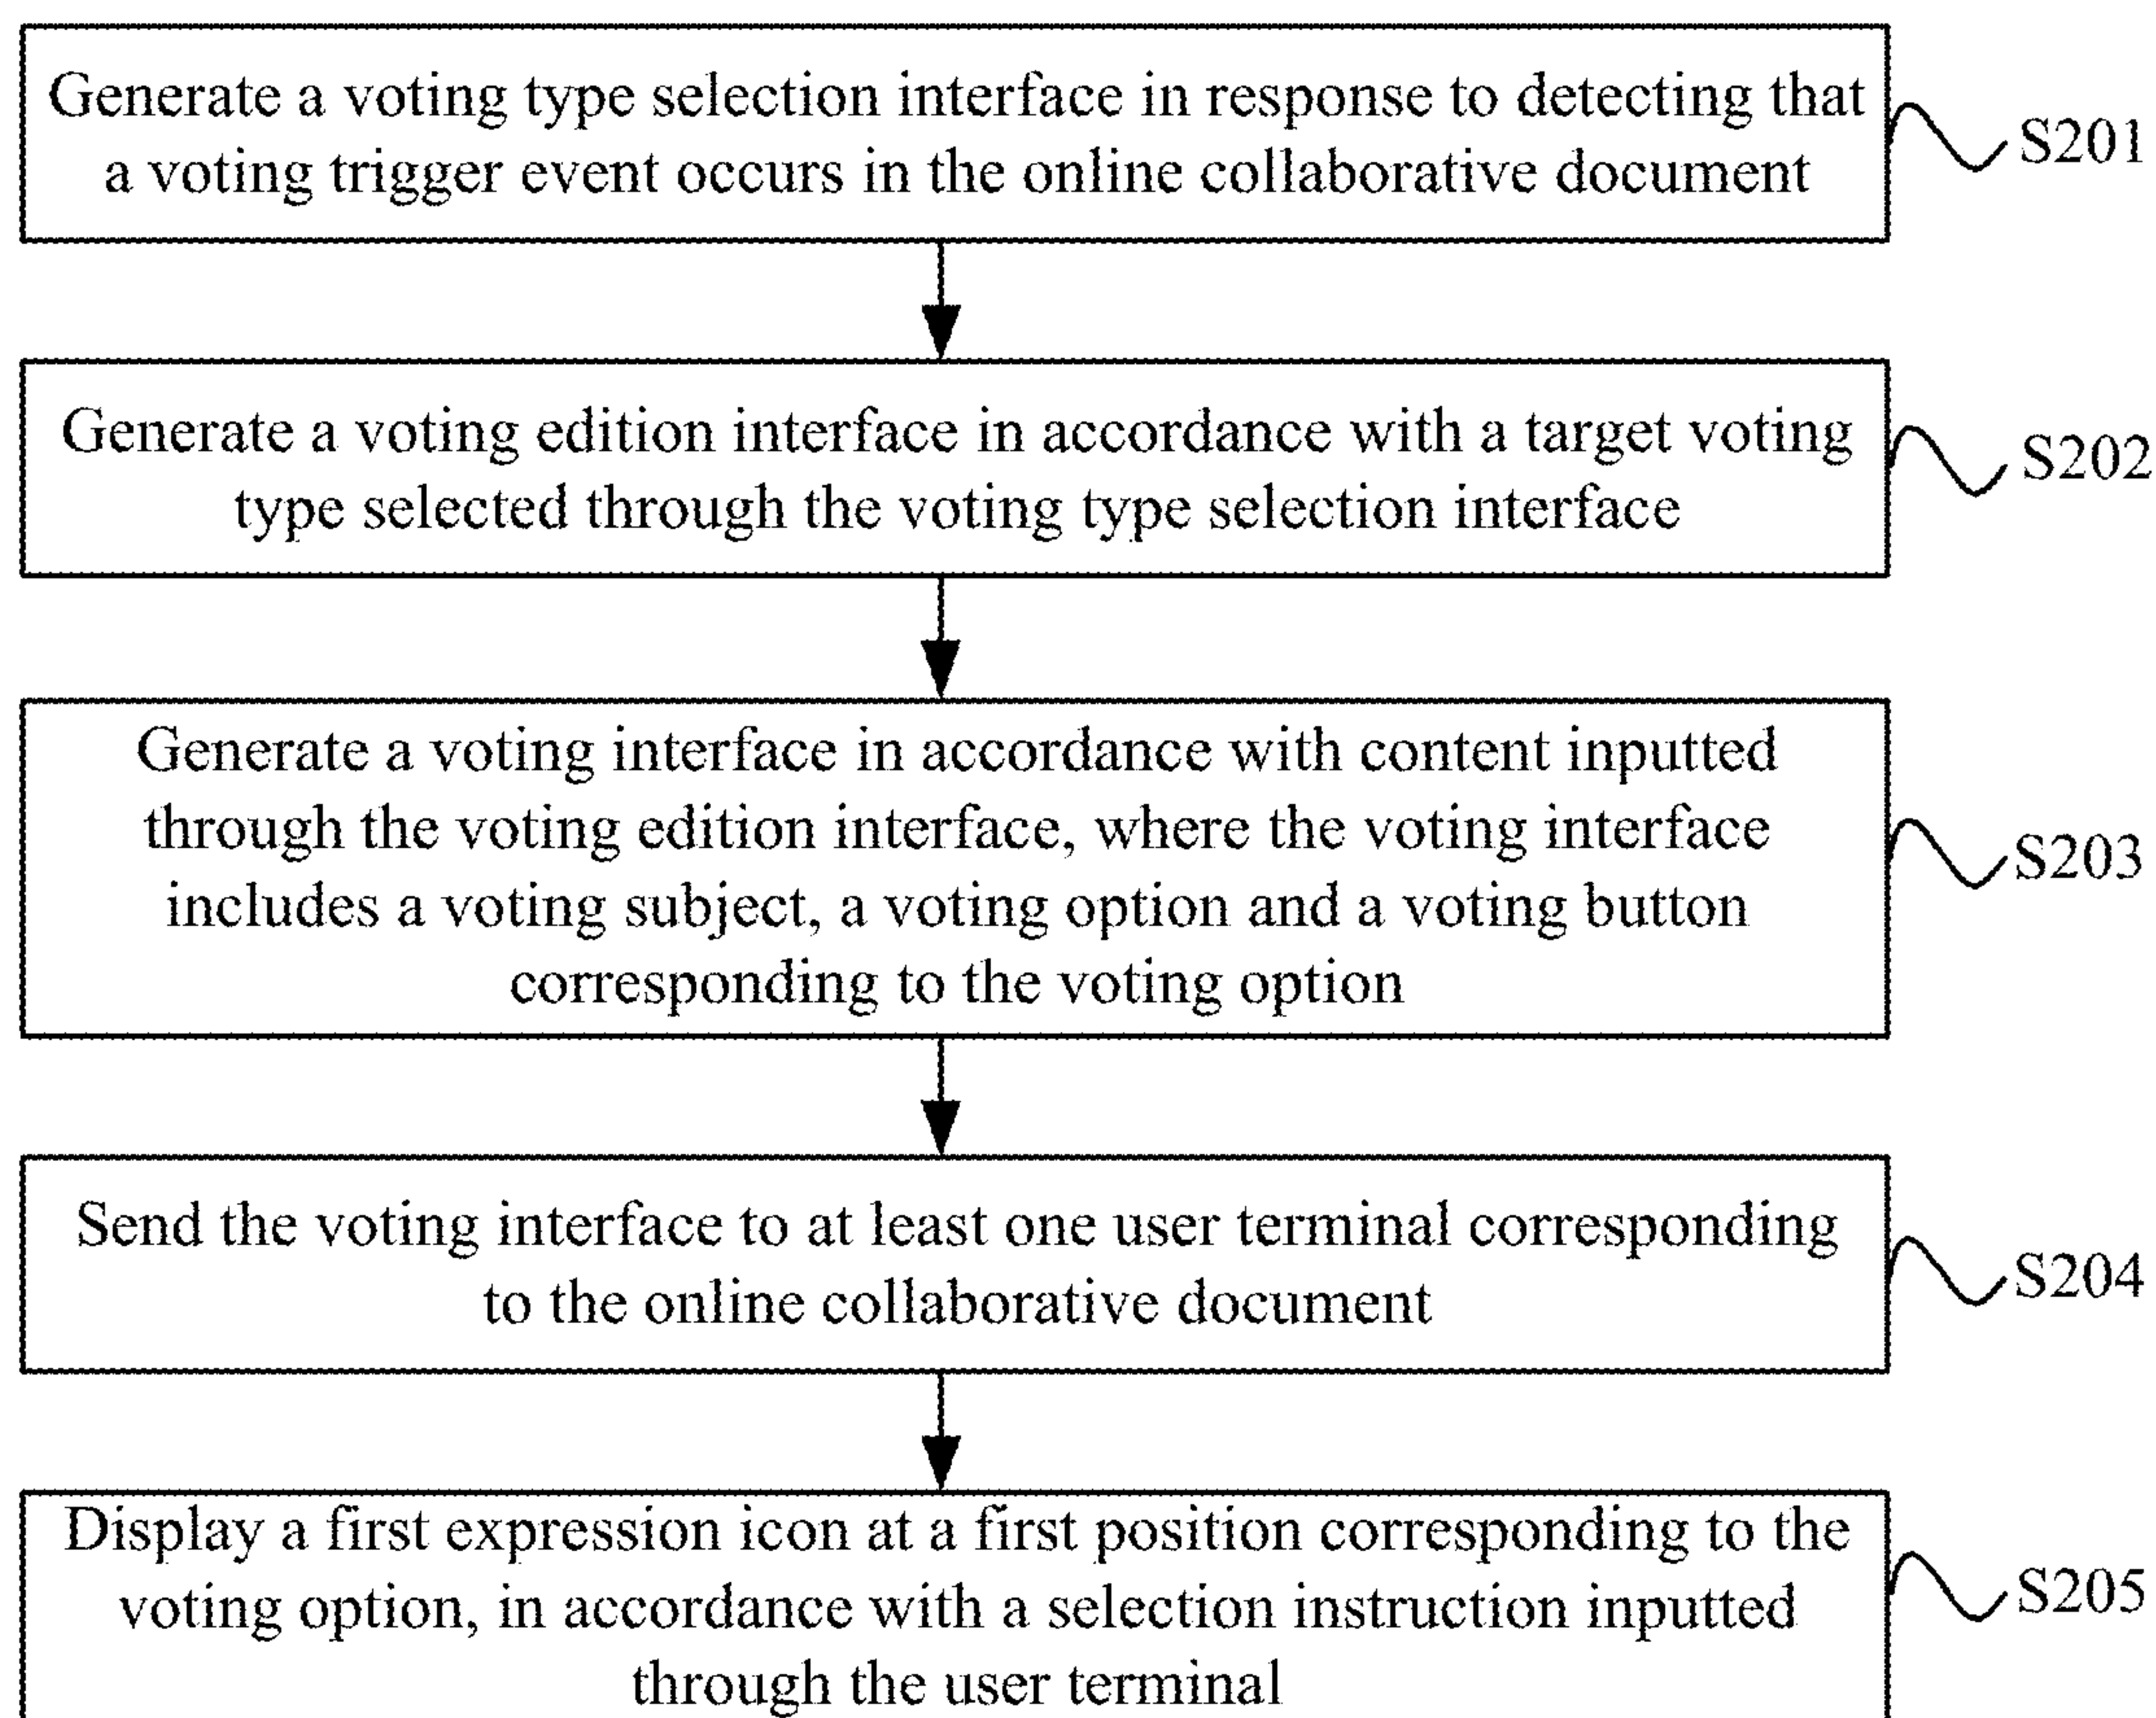 Generate a voting type selection interface in response to detecting that
a voting trigger event occurs in the online collaborative document
S201
Generate a voting edition interface in accordance with a target voting
type selected through the voting type selection interface
S202
Generate a voting interface in accordance with content inputted
through the voting edition interface, where the voting interface
includes a voting subject, a voting option and a voting button
corresponding to the voting option
S203
Send the voting interface to at least one user terminal corresponding
to the online collaborative document
S204
Display a first expression icon at a first position corresponding to the
voting option, in accordance with a selection instruction inputted
through the user terminal
S205